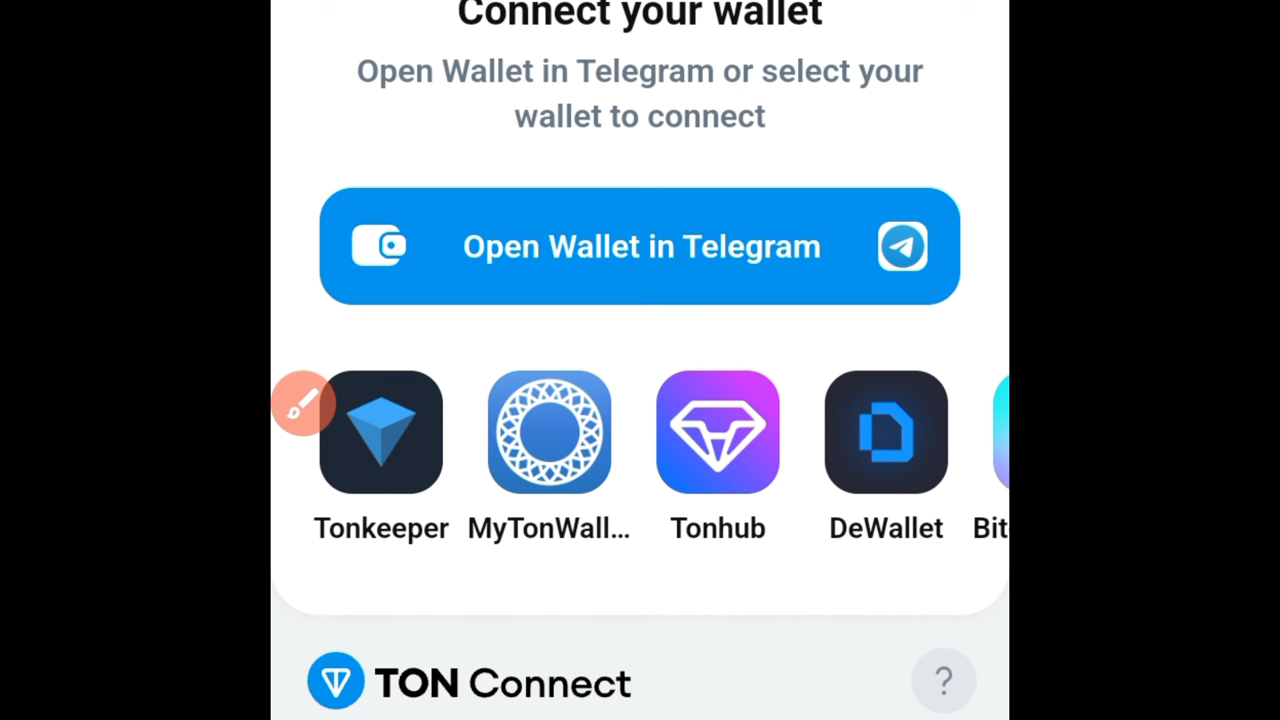 Connect your wallet
Open Wallet in Telegram or select your
wallet to connect
Open Wallet in Telegram
Tonkeeper MyTonWall... Tonhub DeWallet Bit
TON Connect ?